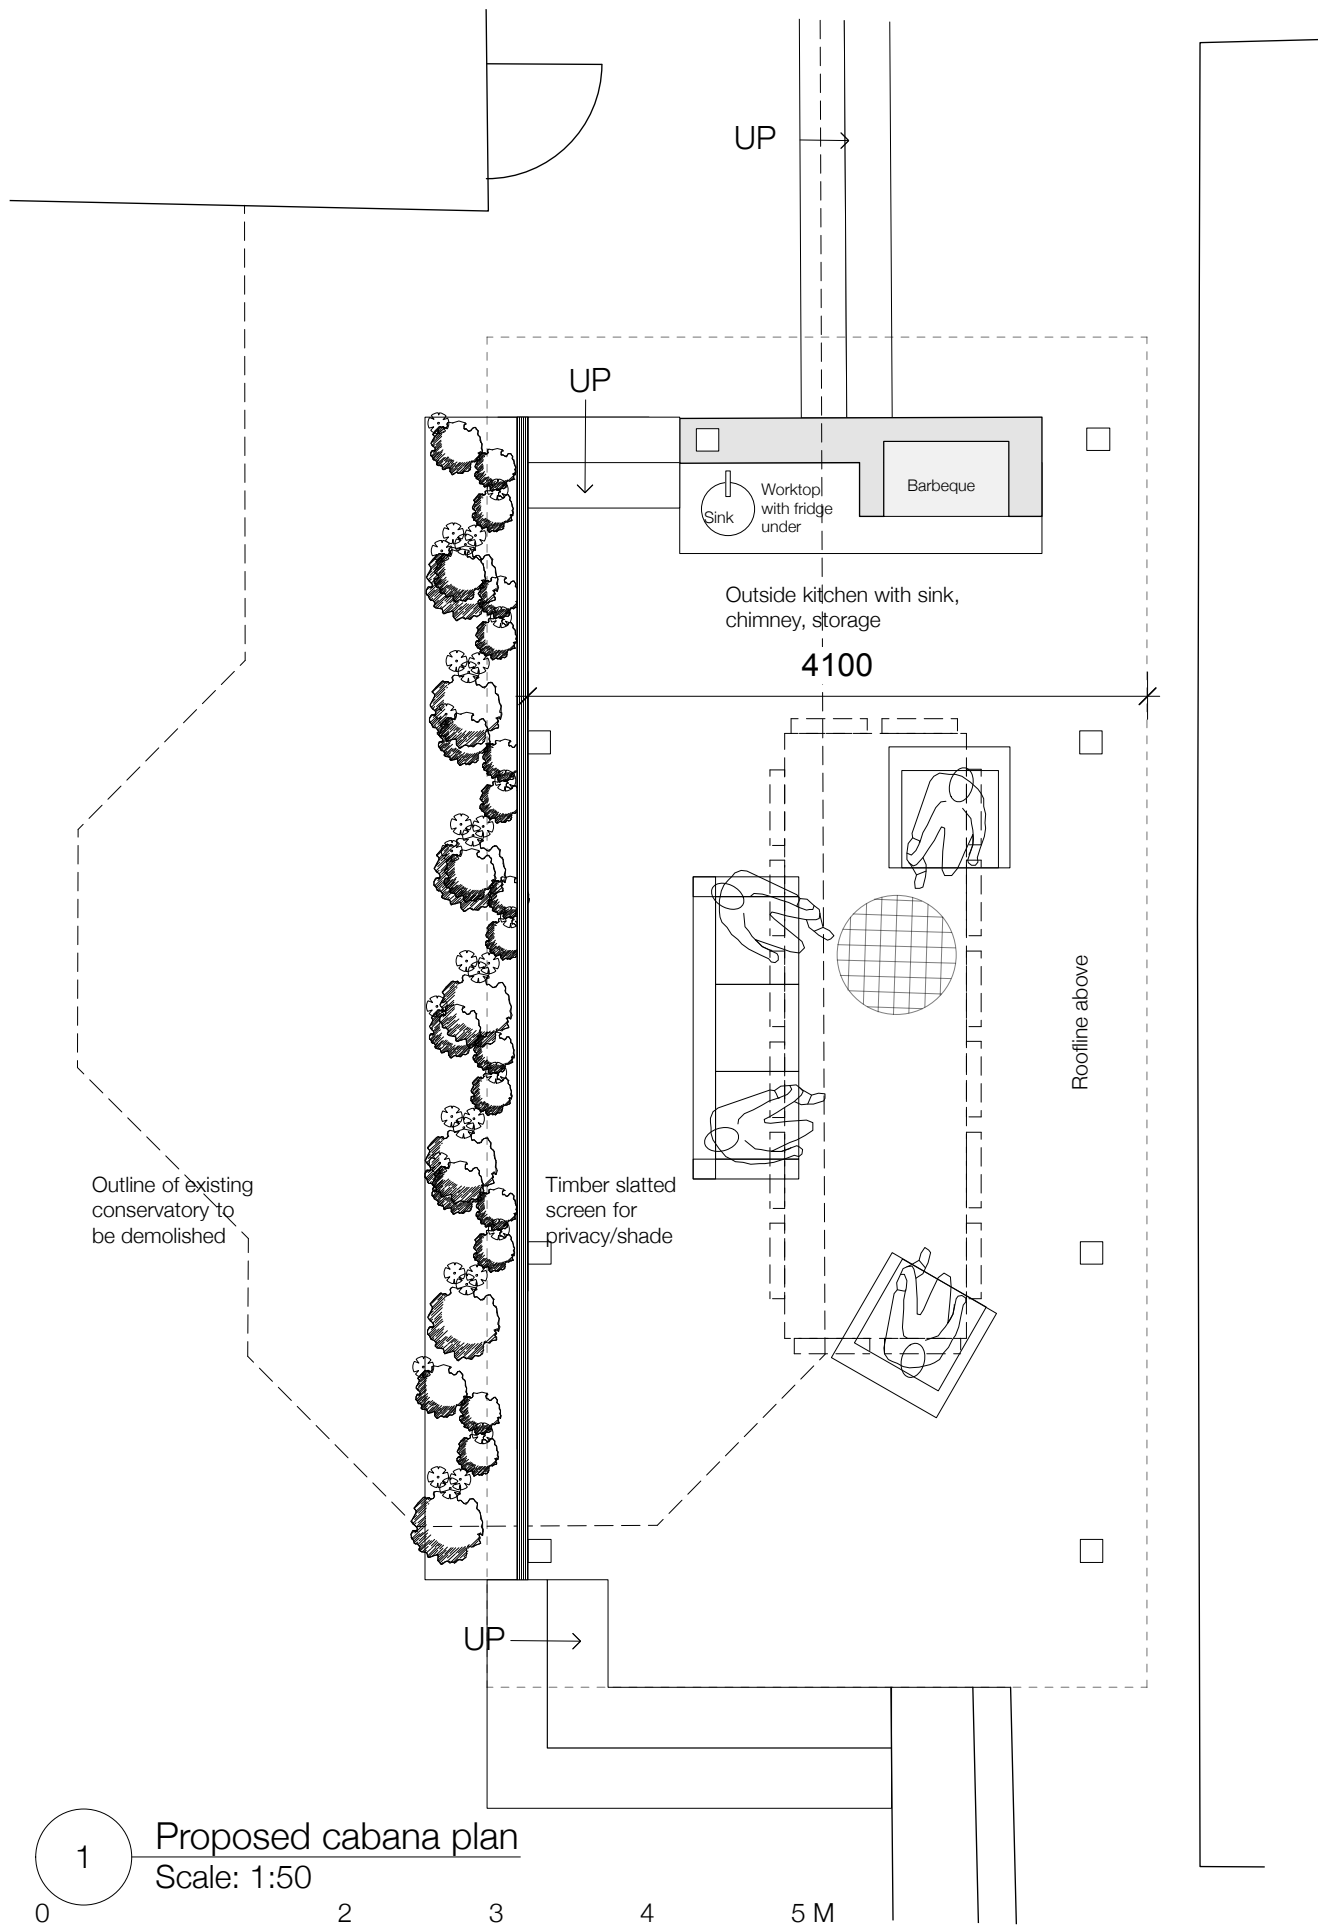 UP
UP
Sink
Worktop
with fridge
under
Barbeque
Outside kitchen with sink,
chimney, storage
4100
Roofline above
Outline of existing
conservatory to
be demolished
Timber slatted
screen for
privacy/shade
UP
1
Proposed cabana plan
Scale: 1:50
0 2 3 4 5 M